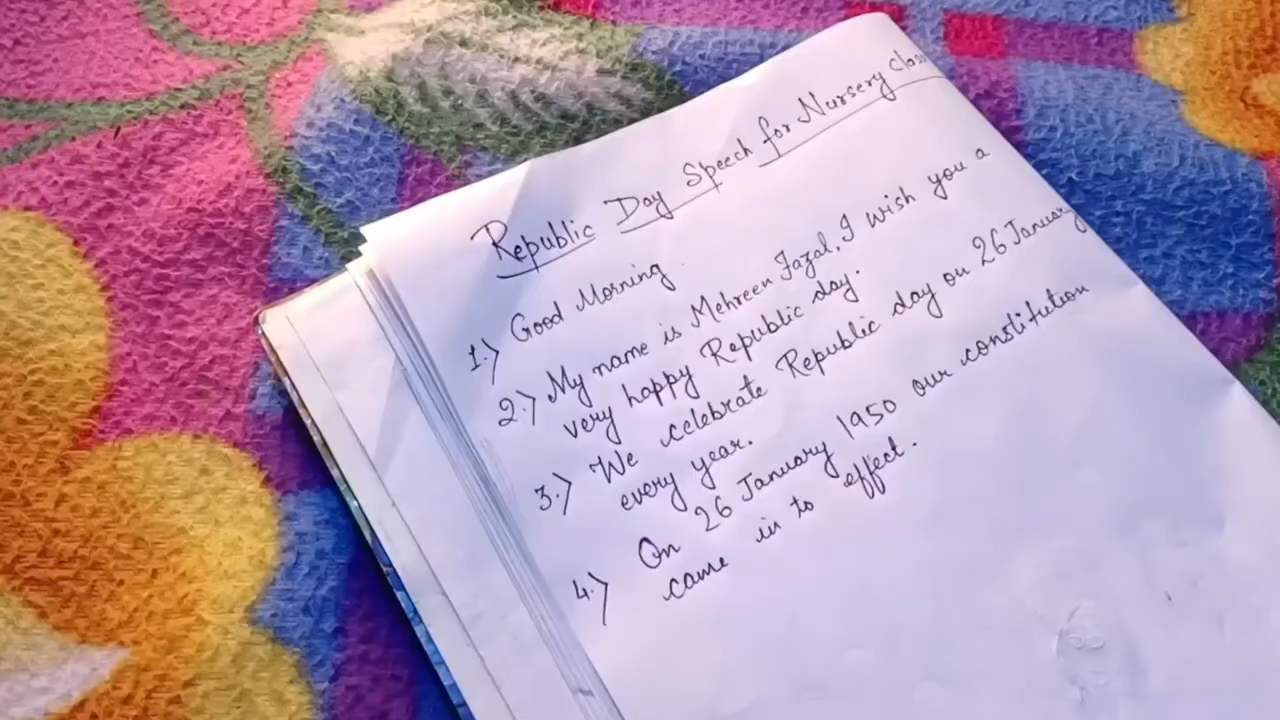 Republic Day Speech for Nursery class
1.) Good Morning
2.) My name is Mehreen Fazal. I wish you a
very happy Republic day.
3.) We celebrate Republic day on 26 January
every year.
4.) On 26 January 1950 our constitution
came in to effect.